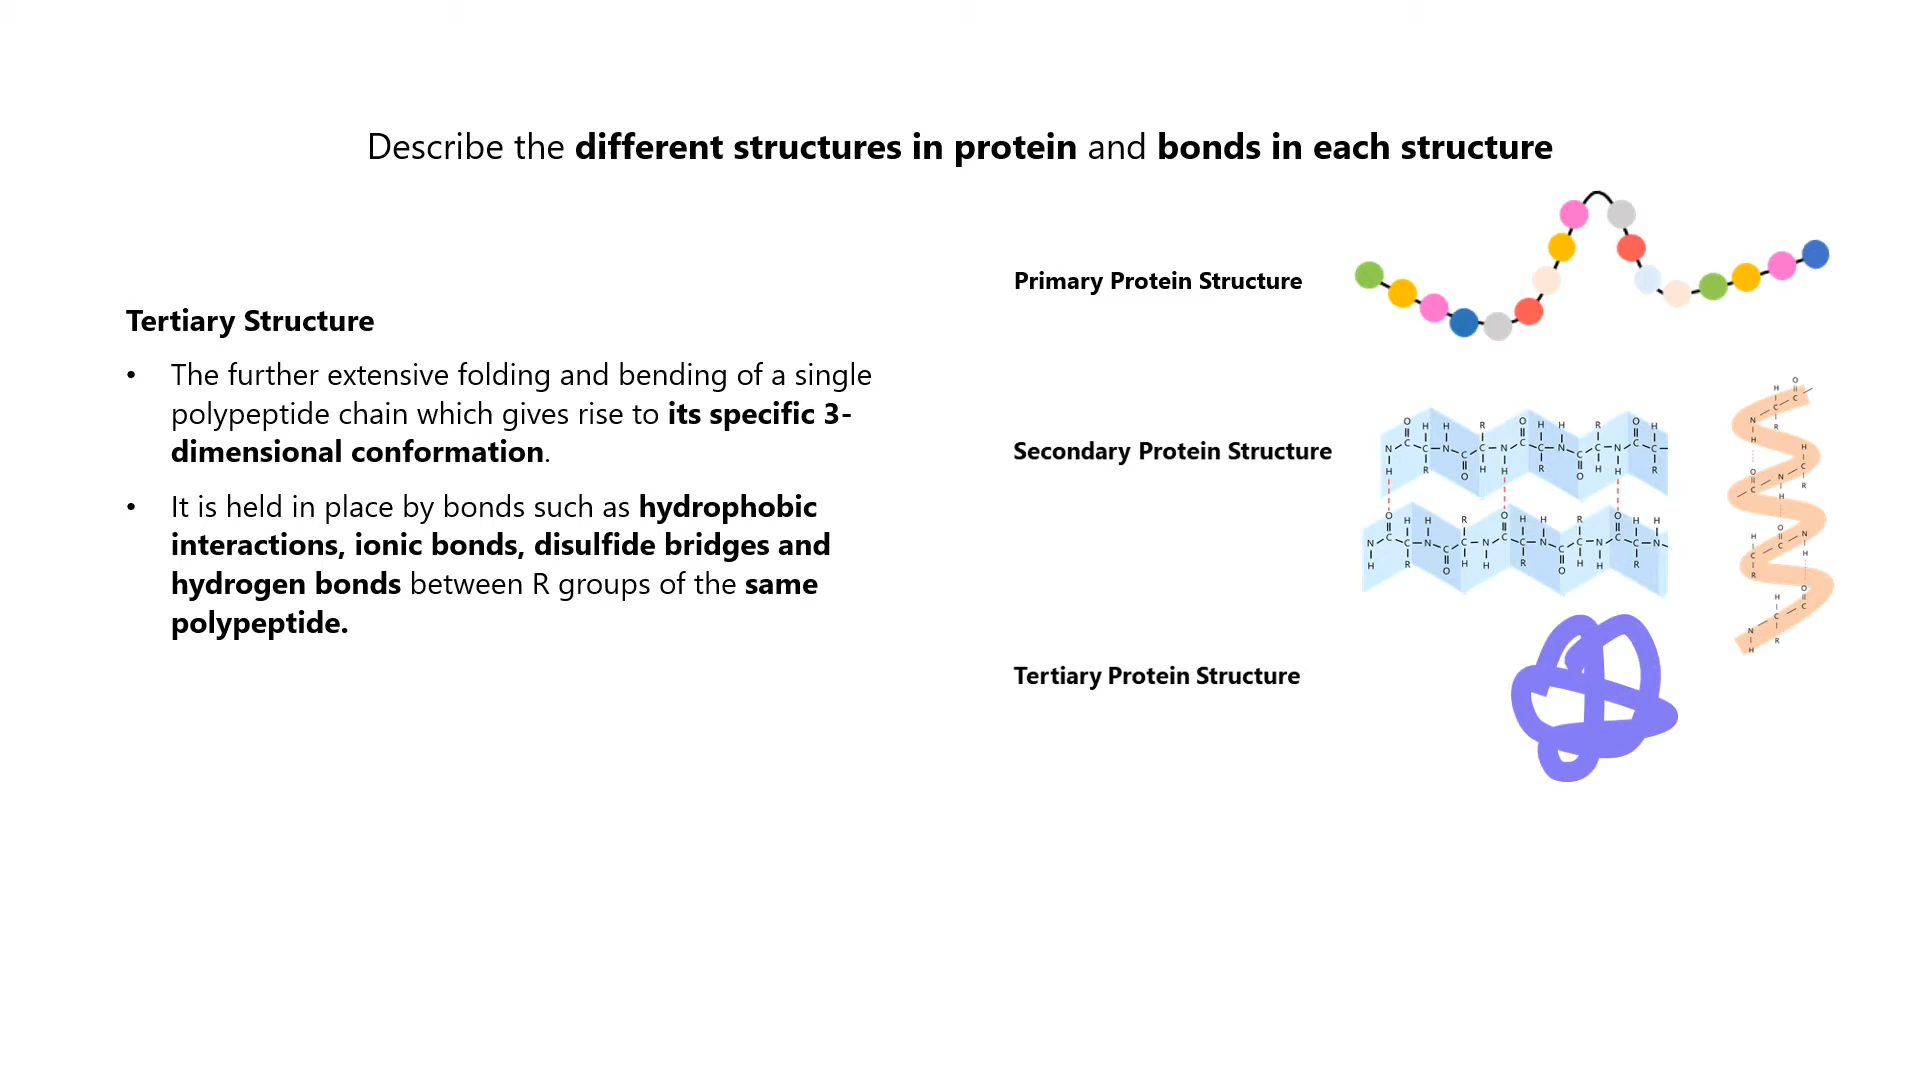 Describe the different structures in protein and bonds in each structure
Tertiary Structure
• The further extensive folding and bending of a single
polypeptide chain which gives rise to its specific 3-
dimensional conformation.
• It is held in place by bonds such as hydrophobic
interactions, ionic bonds, disulfide bridges and
hydrogen bonds between R groups of the same
polypeptide.
Primary Protein Structure
Secondary Protein Structure
Tertiary Protein Structure